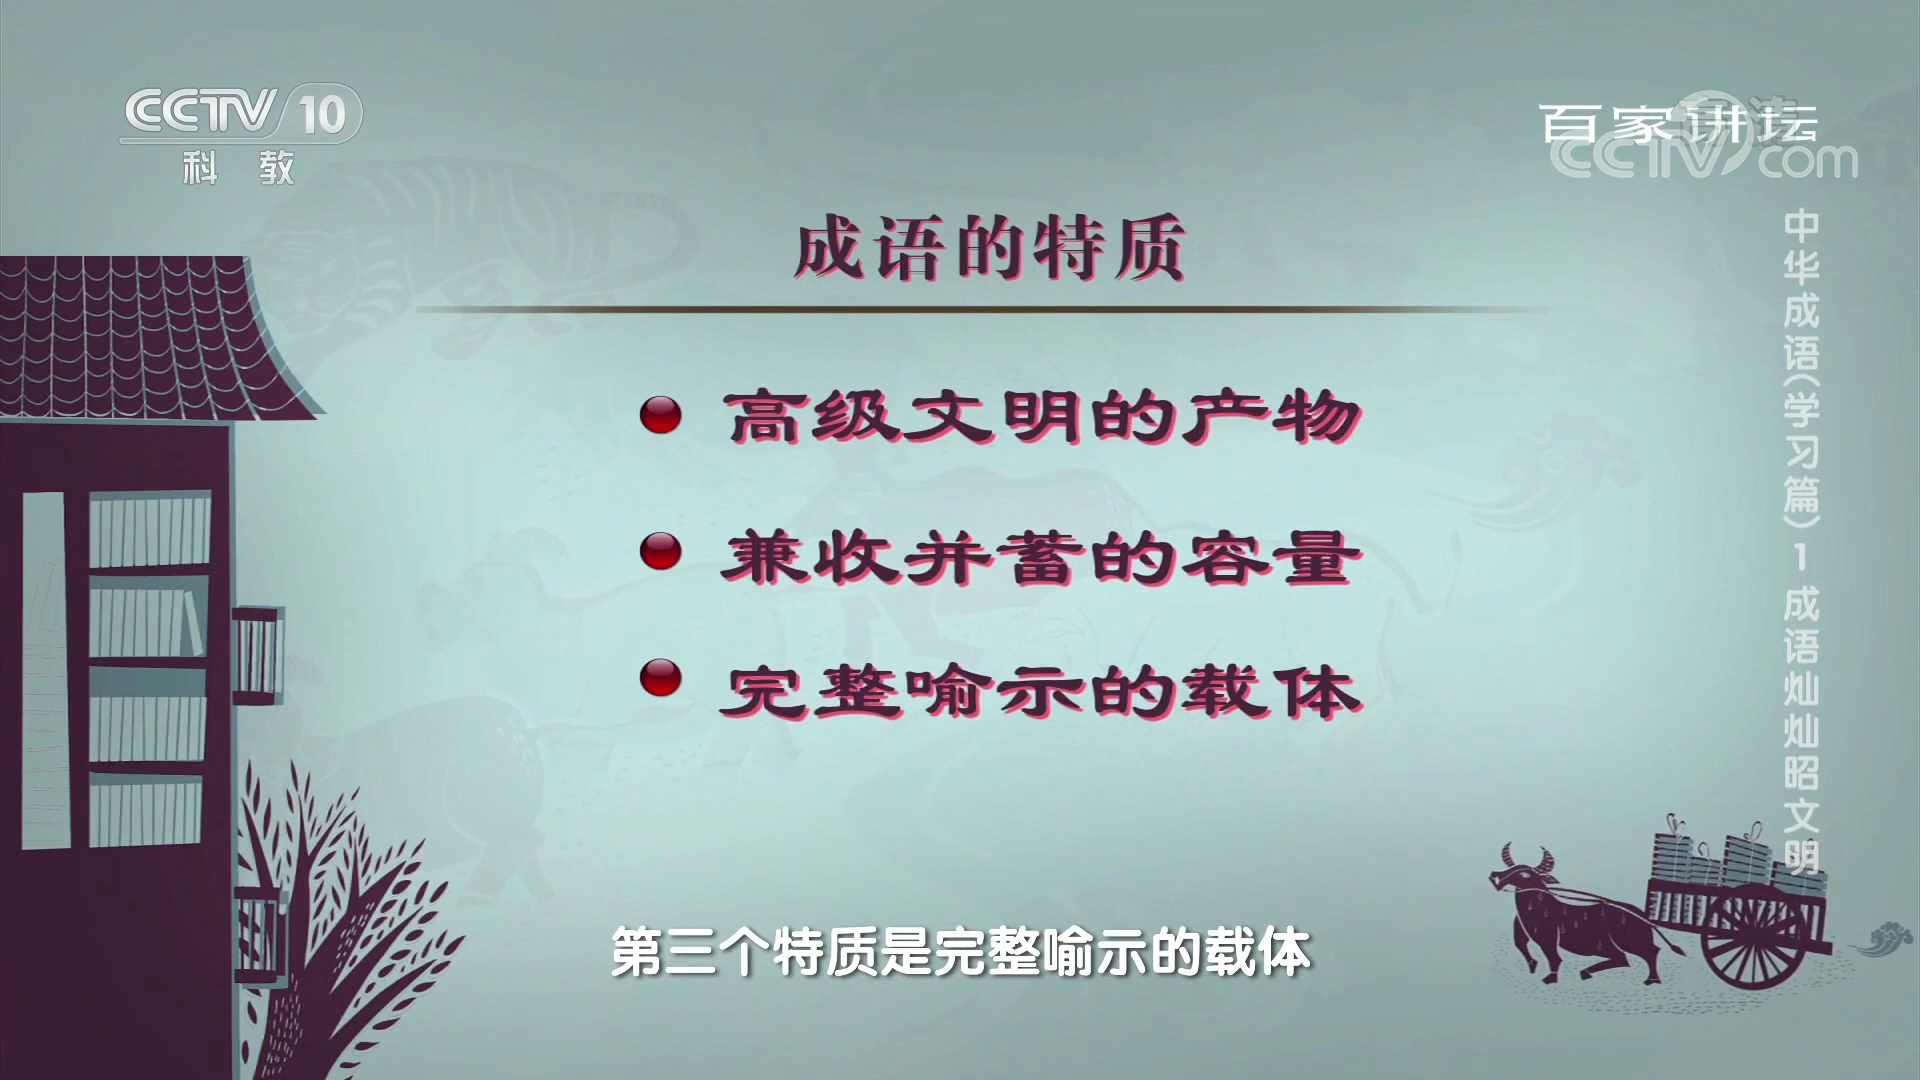 CCTV 10
科教
百家讲坛
CCTV.com
成语的特质
高级文明的产物
兼收并蓄的容量
完整喻示的载体
中华成语(学习篇)1 成语灿灿昭文明
第三个特质是完整喻示的载体